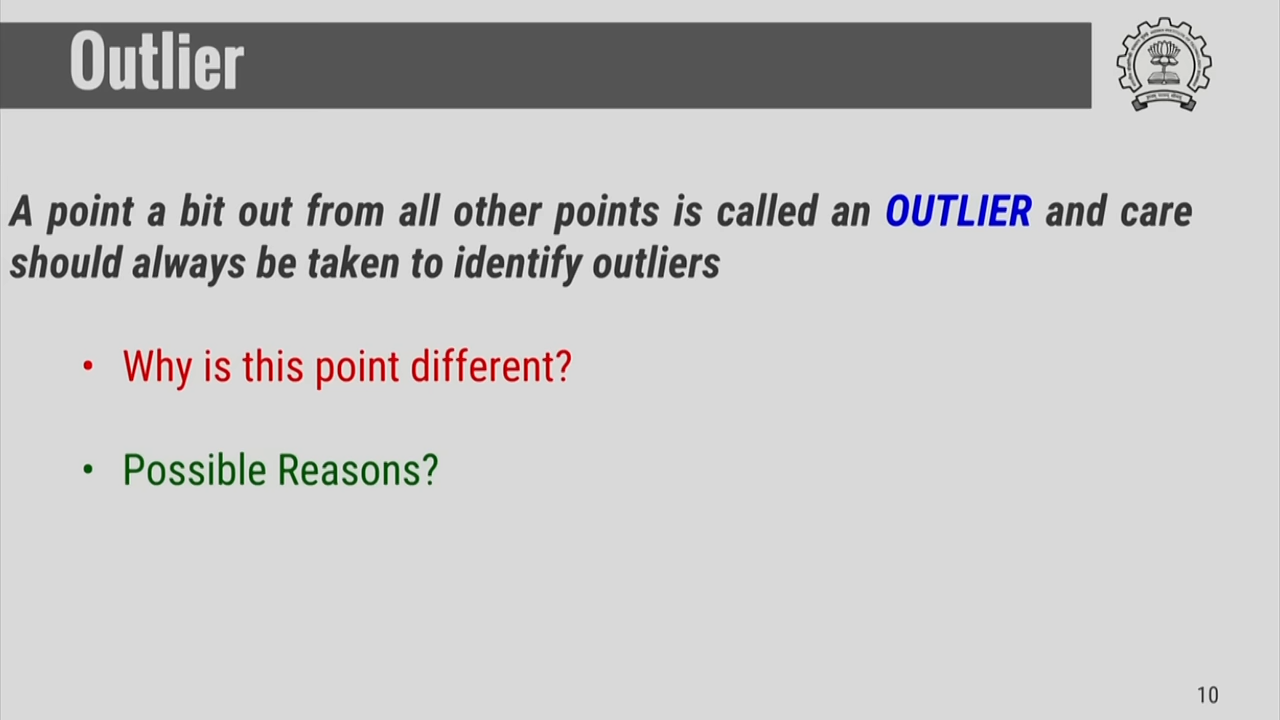 Outlier
A point a bit out from all other points is called an OUTLIER and care
should always be taken to identify outliers
• Why is this point different?
• Possible Reasons?
10